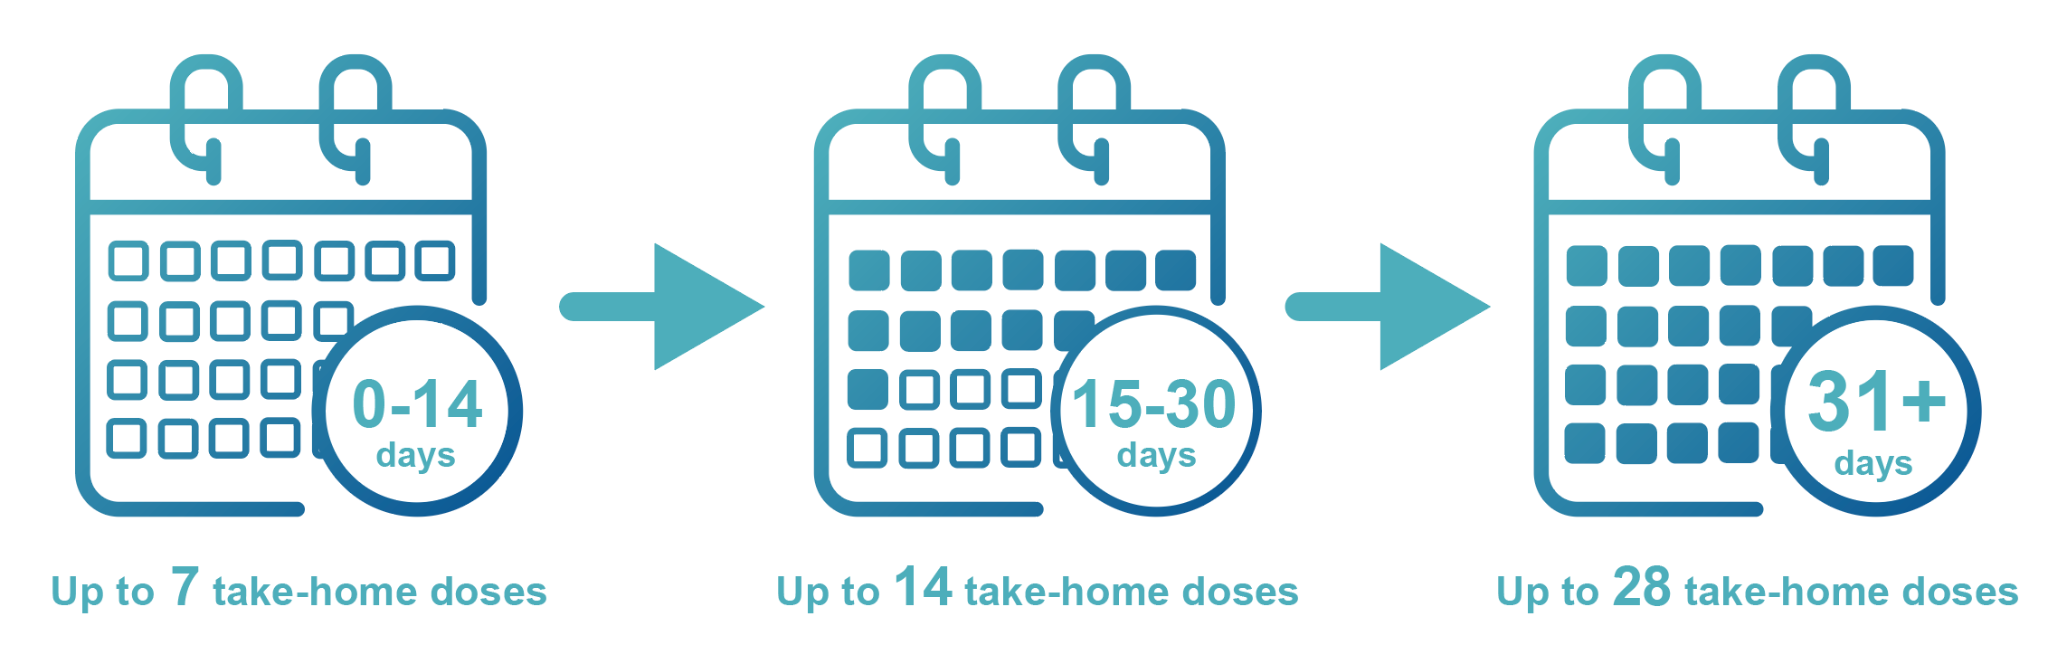 0-14
days
Up to 7 take-home doses
15-30
days
Up to 14 take-home doses
31+
days
Up to 28 take-home doses